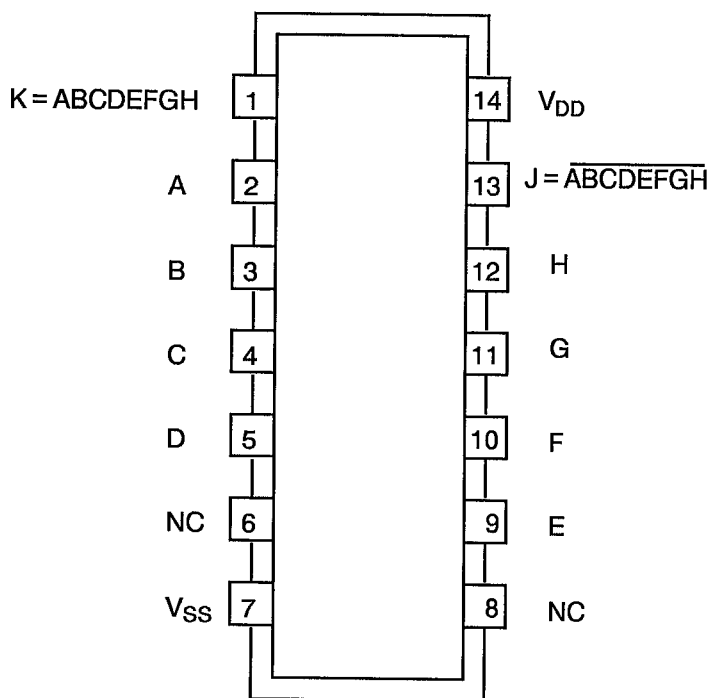 K = ABCDEFGH 1 14 V_DD
A 2 13 J = \overline{ABCDEFGH}
B 3 12 H
C 4 11 G
D 5 10 F
NC 6 9 E
V_SS 7 8 NC